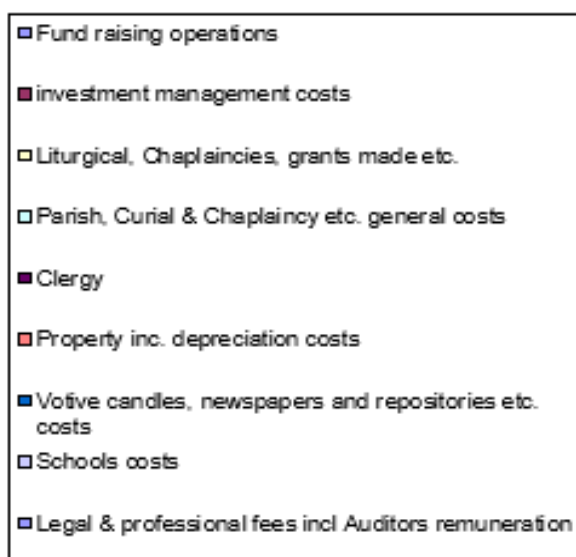 Fund raising operations
investment management costs
Liturgical, Chaplaincies, grants made etc.
Parish, Curial & Chaplaincy etc. general costs
Clergy
Property inc. depreciation costs
Votive candles, newspapers and repositories etc.
costs
Schools costs
Legal & professional fees incl Auditors remuneration